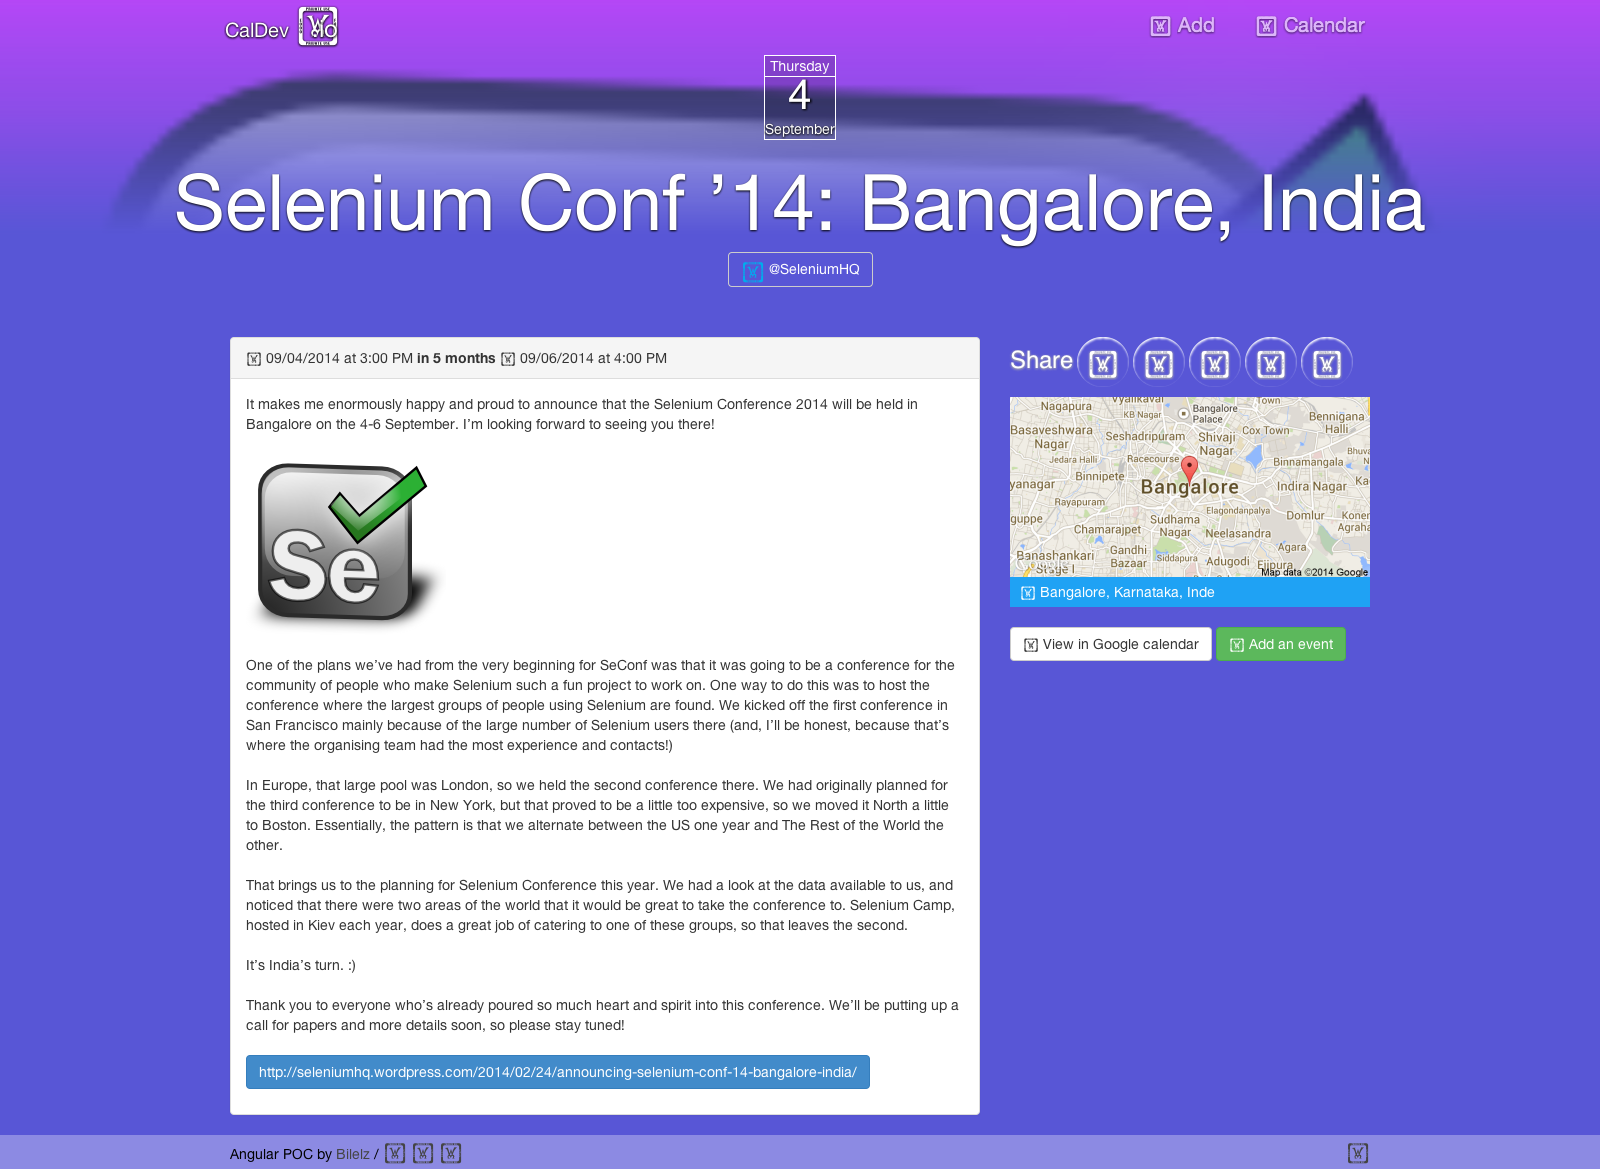 CalDev
Add
Calendar
Thursday
4
September
Selenium Conf ’14: Bangalore, India
@SeleniumHQ
09/04/2014 at 3:00 PM in 5 months 09/06/2014 at 4:00 PM
It makes me enormously happy and proud to announce that the Selenium Conference 2014 will be held in
Bangalore on the 4-6 September. I’m looking forward to seeing you there!
Se
One of the plans we’ve had from the very beginning for SeConf was that it was going to be a conference for the
community of people who make Selenium such a fun project to work on. One way to do this was to host the
conference where the largest groups of people using Selenium are found. We kicked off the first conference in
San Francisco mainly because of the large number of Selenium users there (and, I’ll be honest, because that’s
where the organising team had the most experience and contacts!)
In Europe, that large pool was London, so we held the second conference there. We had originally planned for
the third conference to be in New York, but that proved to be a little too expensive, so we moved it North a little
to Boston. Essentially, the pattern is that we alternate between the US one year and The Rest of the World the
other.
That brings us to the planning for Selenium Conference this year. We had a look at the data available to us, and
noticed that there were two areas of the world that it would be great to take the conference to. Selenium Camp,
hosted in Kiev each year, does a great job of catering to one of these groups, so that leaves the second.
It’s India’s turn. :)
Thank you to everyone who’s already poured so much heart and spirit into this conference. We’ll be putting up a
call for papers and more details soon, so please stay tuned!
http://seleniumhq.wordpress.com/2014/02/24/announcing-selenium-conf-14-bangalore-india/
Share
Nagapura
Vyalikaval
Town
KB Nagar
Bangalore
Palace
Bennigana
Halli
Basaveshwara
Nagar
Seshadripuram
Shivaji
Nagar
Cox Town
Jedara Halli
Racecourse
Binnamangala
Binnipete
Indira Nagar
yanagar
Bangalore
Rayapuram
Elagondanpalya
guppe
Chamarajpet
Sudhama
Nagar
Neelasandra
Domlur
Agraha
Banashankari
Stage I
Gandhi
Bazaar
Siddapura
Adugodi
Agara
Ejipura
Map data ©2014 Google
Bangalore, Karnataka, Inde
View in Google calendar
Add an event
Angular POC by Bilelz /